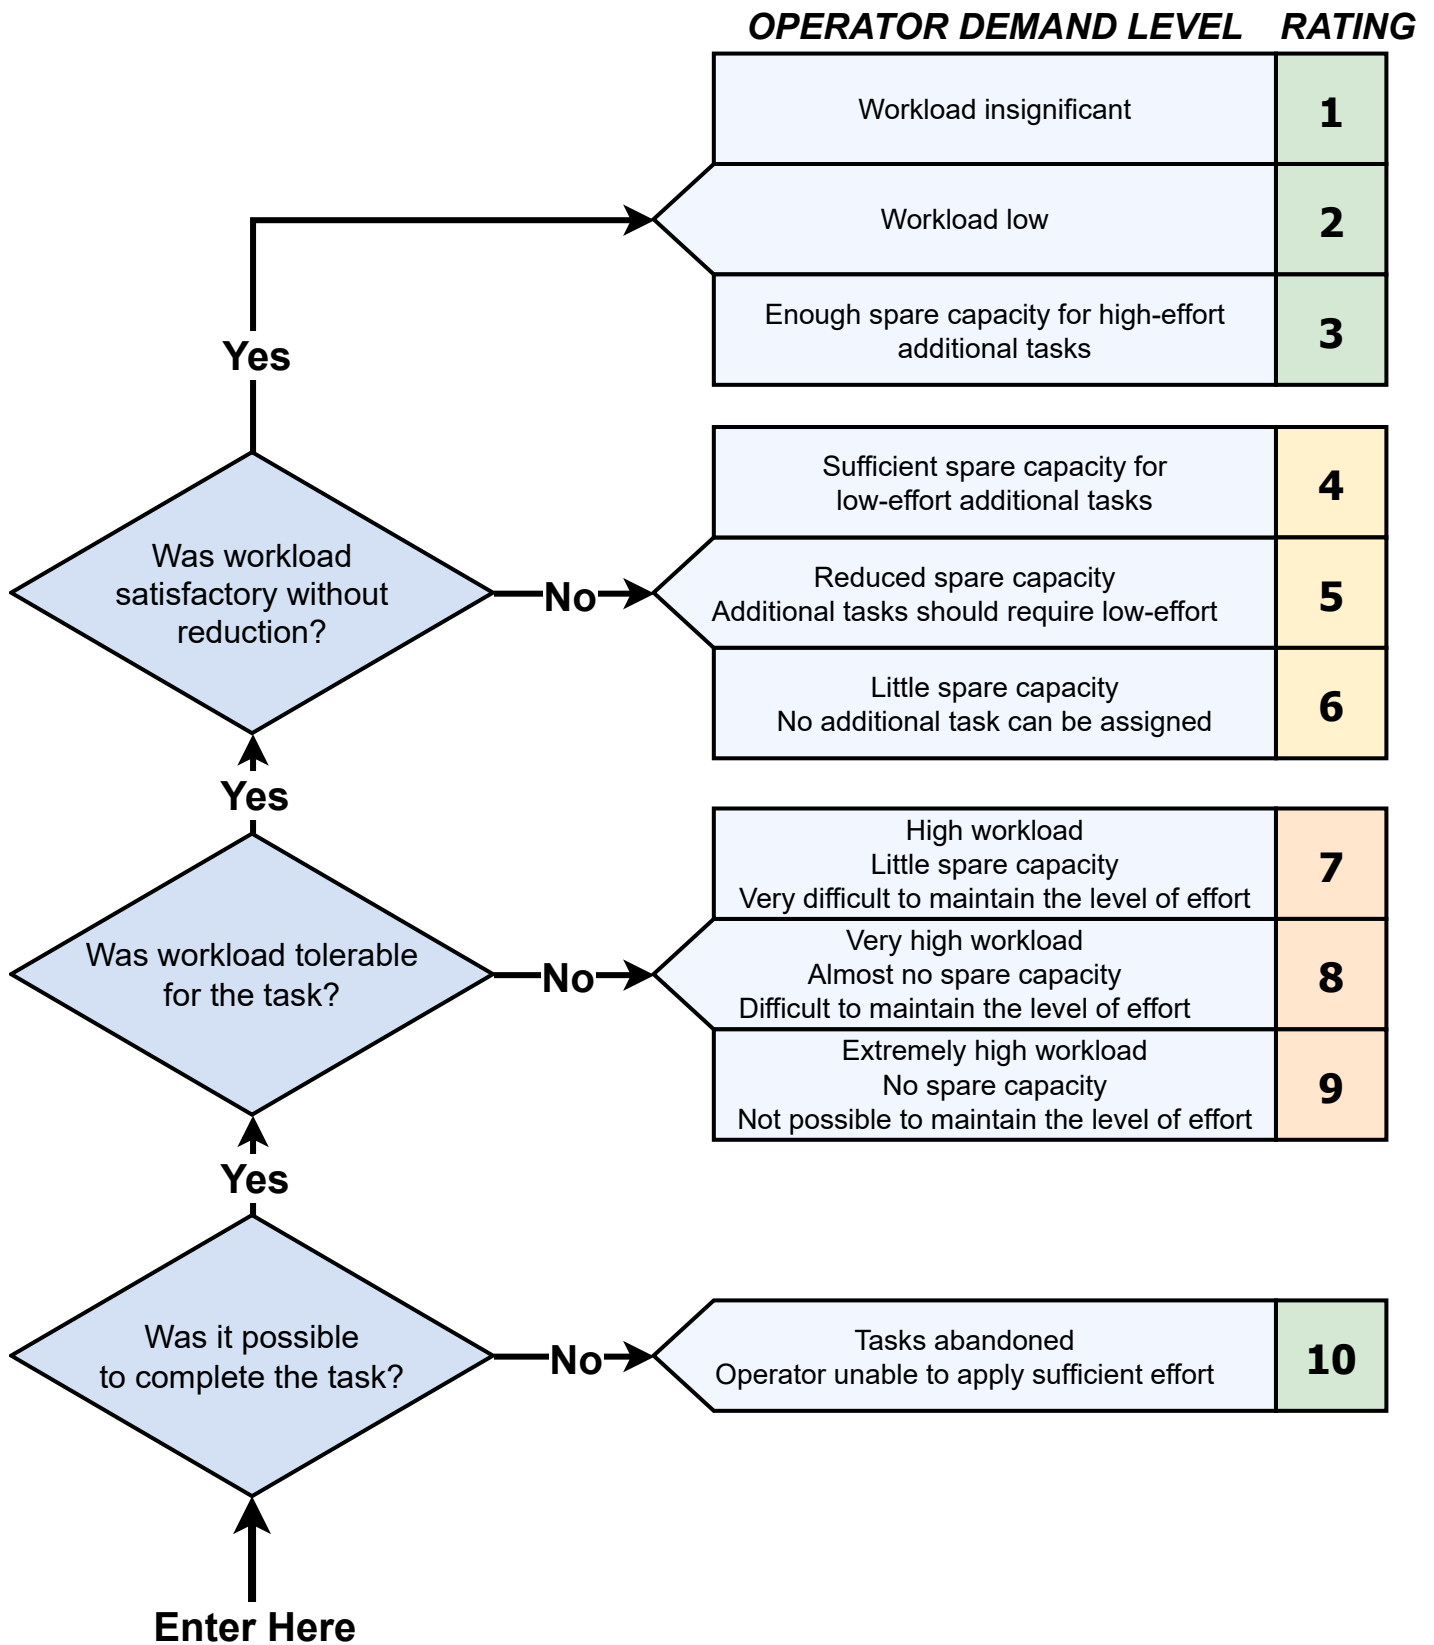 OPERATOR DEMAND LEVEL RATING
Workload insignificant 1
Workload low 2
Enough spare capacity for high-effort
additional tasks
3
Yes
Sufficient spare capacity for
low-effort additional tasks
4
Was workload
satisfactory without
reduction?
No
Reduced spare capacity
Additional tasks should require low-effort
5
Little spare capacity
No additional task can be assigned
6
Yes
High workload
Little spare capacity
Very difficult to maintain the level of effort
7
Was workload tolerable
for the task?
No
Very high workload
Almost no spare capacity
Difficult to maintain the level of effort
8
Extremely high workload
No spare capacity
Not possible to maintain the level of effort
9
Yes
Was it possible
to complete the task?
No
Tasks abandoned
Operator unable to apply sufficient effort
10
Enter Here